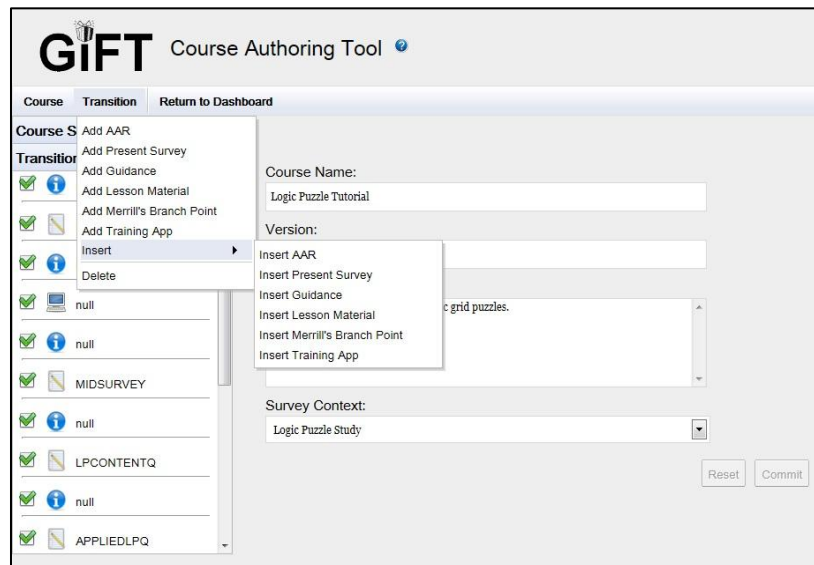 GiFT Course Authoring Tool ?
Course Transition Return to Dashboard
Course S
Transition
Add AAR
Add Present Survey
Add Guidance
Add Lesson Material
Add Merrill's Branch Point
Add Training App
Insert
Delete
Insert AAR
Insert Present Survey
Insert Guidance
Insert Lesson Material
Insert Merrill's Branch Point
Insert Training App
null
null
MIDSURVEY
null
LPCONTENTQ
null
APPLIEDLPQ
Course Name:
Logic Puzzle Tutorial
Version:
c grid puzzles.
Survey Context:
Logic Puzzle Study
Reset Commit